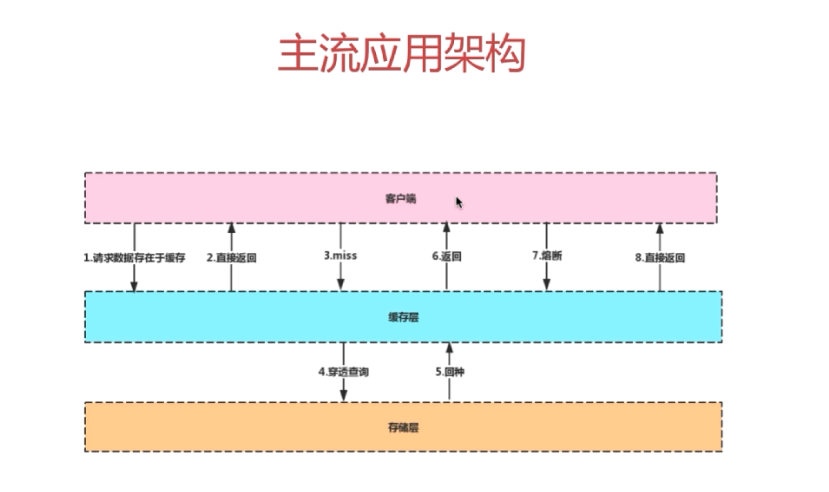 主流应用架构
客户端
1.请求数据存在于缓存
2.直接返回
3.miss
6.返回
7.熔断
8.直接返回
缓存层
4.穿透查询
5.回种
存储层